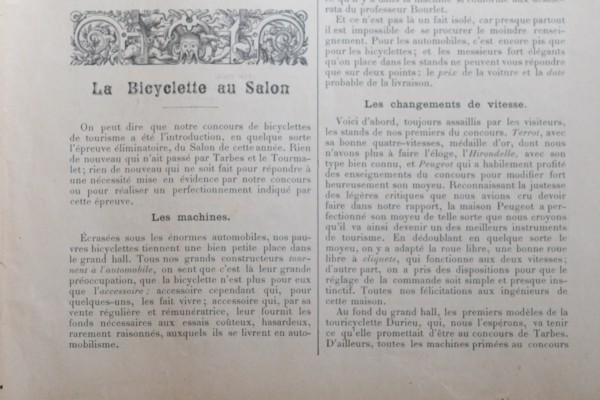 La Bicyclette au Salon
On peut dire que notre concours de bicyclettes
de tourisme a été l'introduction, en quelque sorte
l'épreuve éliminatoire, du Salon de cette année. Rien
de nouveau qui n'ait passé par Tarbes et le Tourma-
let ; rien de nouveau qui ne soit fait pour répondre à
une nécessité mise en évidence par notre concours
ou pour réaliser un perfectionnement indiqué par
cette épreuve.
Les machines.
Écrasées sous les énormes automobiles, nos pau-
vres bicyclettes tiennent une bien petite place dans
le grand hall. Tous nos grands constructeurs tour-
nent à l'automobile, on sent que c'est là leur grande
préoccupation, que la bicyclette n'est plus pour eux
que l'accessoire ; accessoire cependant qui, pour
quelques-uns, les fait vivre ; accessoire qui, par sa
vente régulière et rémunératrice, leur fournit les
fonds nécessaires aux essais coûteux, hasardeux,
rarement raisonnés, auxquels ils se livrent en auto-
mobilisme.
rata du professeur Bourlet.
Et ce n'est pas là un fait isolé, car presque partout
il est impossible de se procurer le moindre rensei-
gnement. Pour les automobiles, c'est encore pis que
pour les bicyclettes ; et les messieurs fort élégants
qu'on place dans les stands ne peuvent vous répondre
que sur deux points : le prix de la voiture et la date
probable de la livraison.
Les changements de vitesse.
Voici d'abord, toujours assaillis par les visiteurs,
les stands de nos premiers du concours. Terrot, avec
sa bonne quatre-vitesses, médaille d'or, dont nous
n'avons plus à faire l'éloge, l'Hirondelle, avec son
type bien connu, et Peugeot qui a habilement profité
des enseignements du concours pour modifier fort
heureusement son moyeu. Reconnaissant la justesse
des légères critiques que nous avions cru devoir
faire dans notre rapport, la maison Peugeot a per-
fectionné son moyeu de telle sorte que nous croyons
qu'il va ainsi devenir un des meilleurs instruments
de tourisme. En dédoublant en quelque sorte le
moyeu, on y a adapté la roue libre, une bonne roue
libre à cliquets, qui fonctionne aux deux vitesses ;
d'autre part, on a pris des dispositions pour que le
réglage de la commande soit simple et presque ins-
tinctif. Toutes nos félicitations aux ingénieurs de
cette maison.
Au fond du grand hall, les premiers modèles de la
touricyclette Durieu, qui, nous l'espérons, va tenir
ce qu'elle promettait d'être au concours de Tarbes.
D'ailleurs, toutes les machines primées au concours